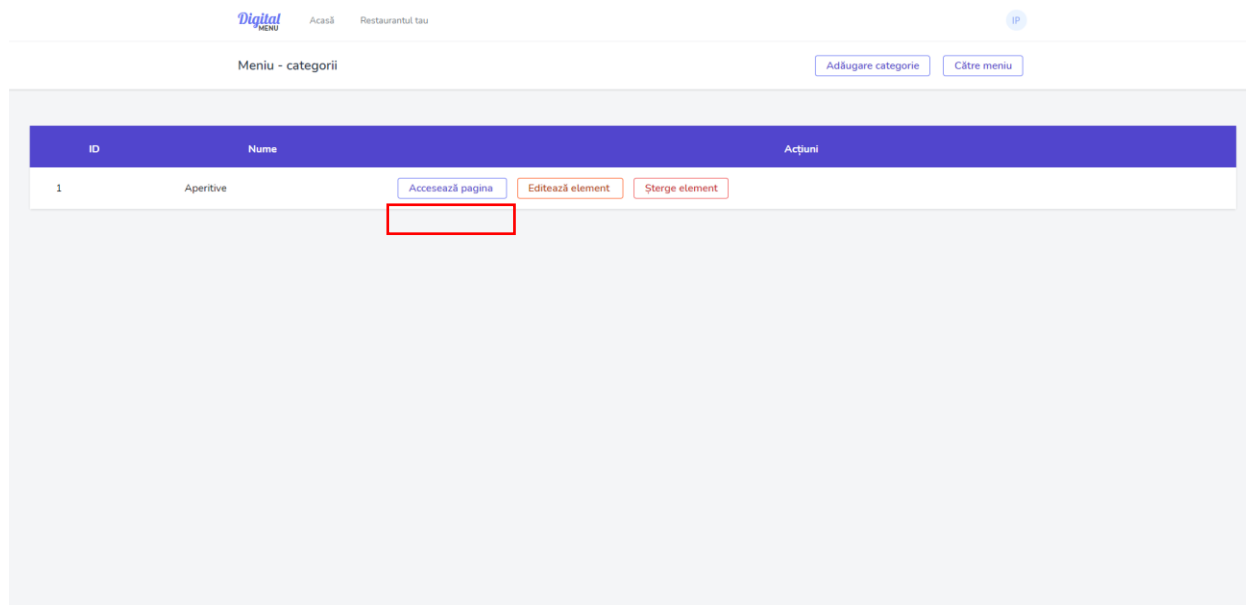 Digital MENU Acasă Restaurantul tau IP
Meniu - categorii Adăugare categorie Către meniu
ID Nume Acțiuni
1 Aperitive Accesează pagina Editează element Șterge element